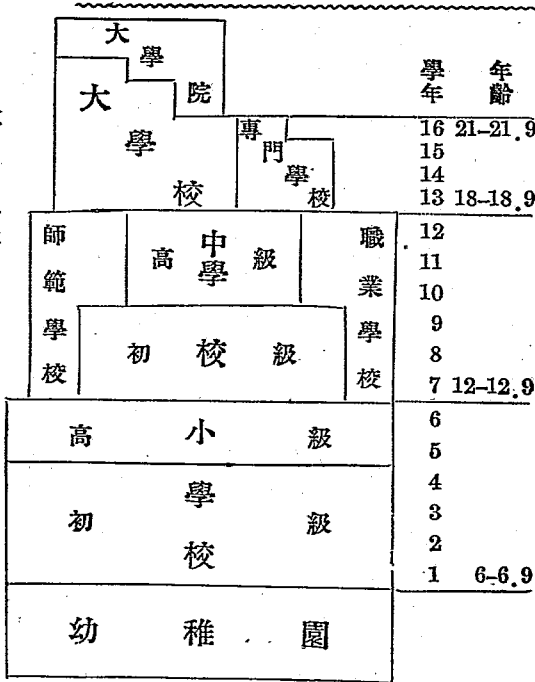 大學院
學年 年齡
大學校
專門學校
16 21–21.9
15
14
13 18–18.9
師範學校
高級
中學校
職業學校
初級
12
11
10
9
8
7 12–12.9
高級
小學校
初級
6
5
4
3
2
1 6–6.9
幼稚園